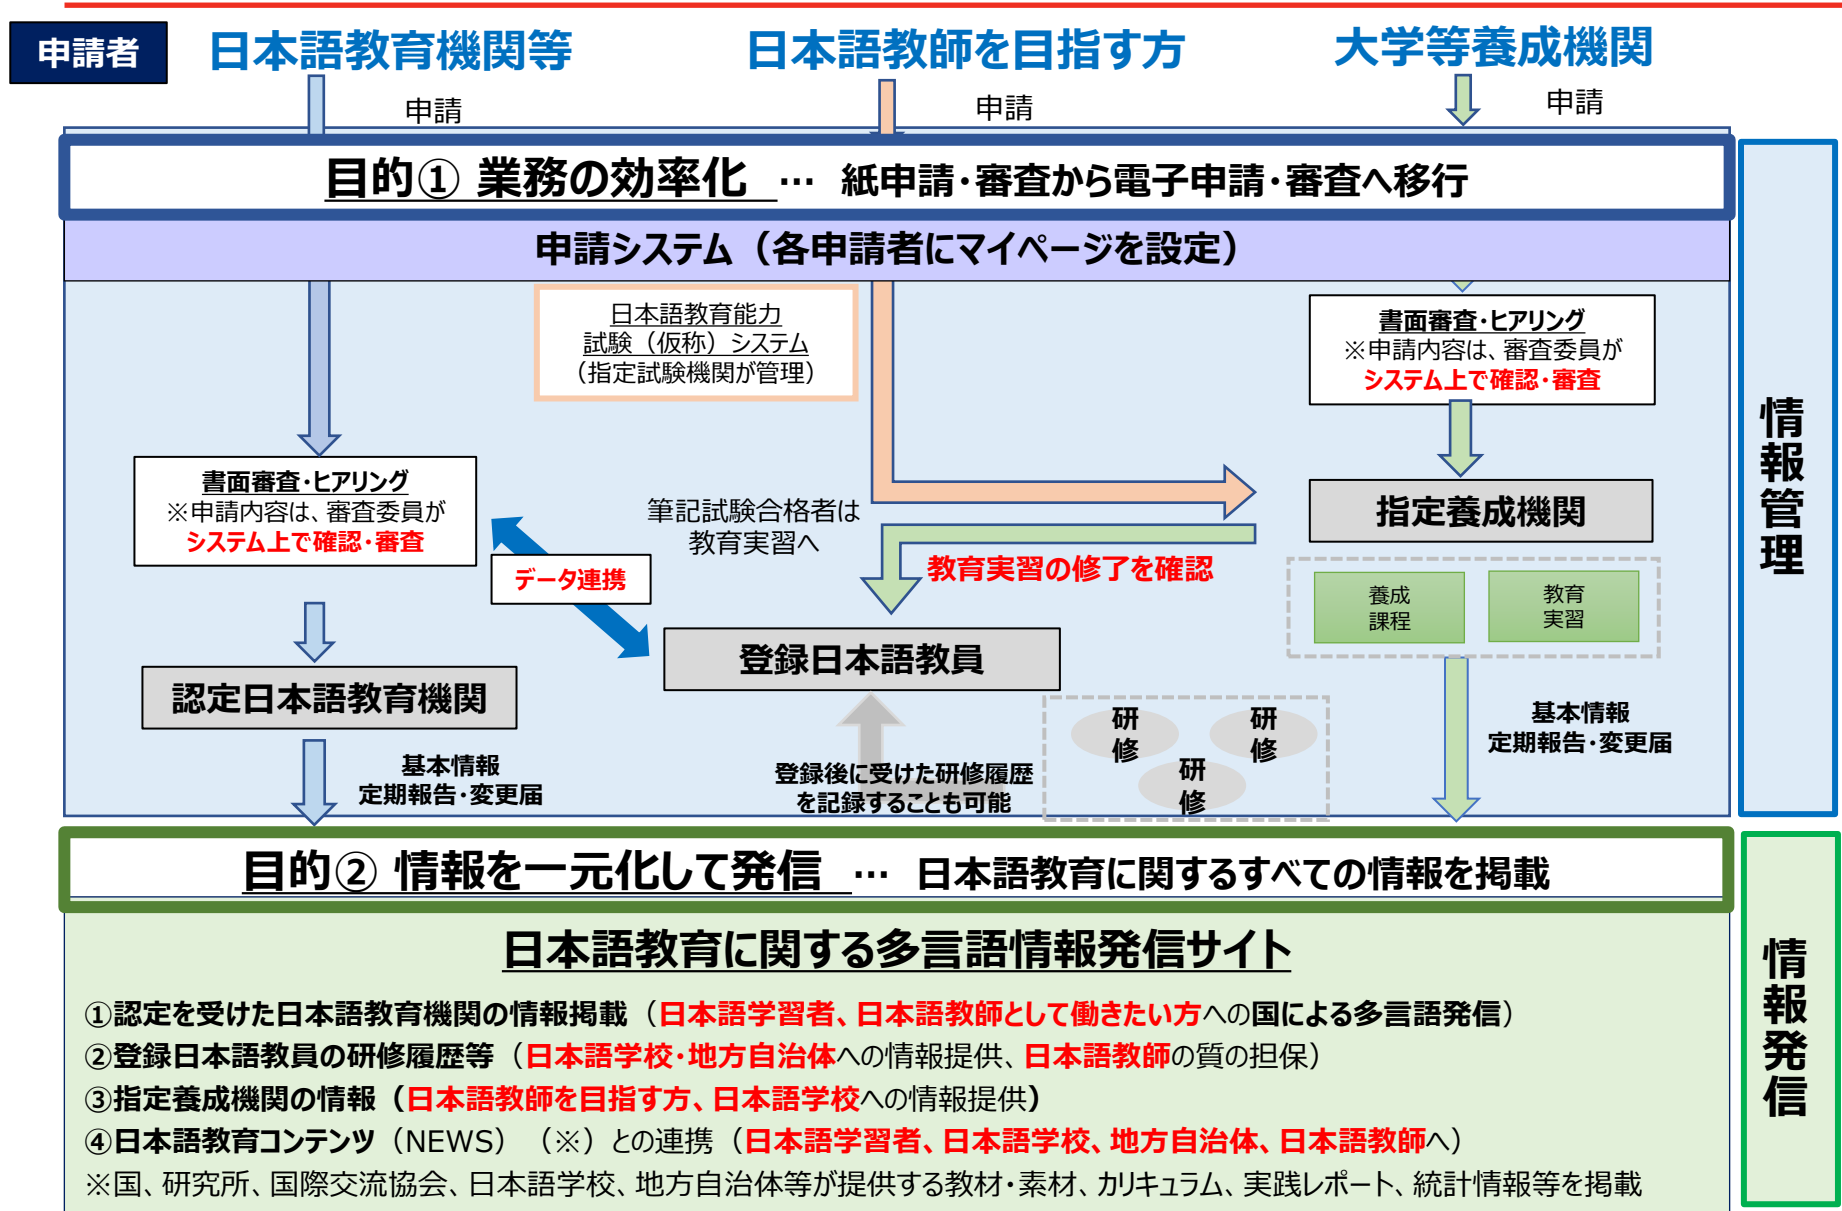 申請者
日本語教育機関等
日本語教師を目指す方
大学等養成機関
申請
申請
申請
目的① 業務の効率化 … 紙申請・審査から電子申請・審査へ移行
申請システム（各申請者にマイページを設定）
日本語教育能力
試験（仮称）システム
（指定試験機関が管理）
書面審査・ヒアリング
※申請内容は、審査委員が
システム上で確認・審査
書面審査・ヒアリング
※申請内容は、審査委員が
システム上で確認・審査
筆記試験合格者は
教育実習へ
指定養成機関
データ連携
教育実習の修了を確認
養成
課程
教育
実習
登録日本語教員
認定日本語教育機関
基本情報
定期報告・変更届
登録後に受けた研修履歴
を記録することも可能
研
修
研
修
研
修
基本情報
定期報告・変更届
情報管理
目的② 情報を一元化して発信 … 日本語教育に関するすべての情報を掲載
日本語教育に関する多言語情報発信サイト
①認定を受けた日本語教育機関の情報掲載（日本語学習者、日本語教師として働きたい方への国による多言語発信）
②登録日本語教員の研修履歴等（日本語学校・地方自治体への情報提供、日本語教師の質の担保）
③指定養成機関の情報（日本語教師を目指す方、日本語学校への情報提供）
④日本語教育コンテンツ（NEWS）（※）との連携（日本語学習者、日本語学校、地方自治体、日本語教師へ）
※国、研究所、国際交流協会、日本語学校、地方自治体等が提供する教材・素材、カリキュラム、実践レポート、統計情報等を掲載
情報発信